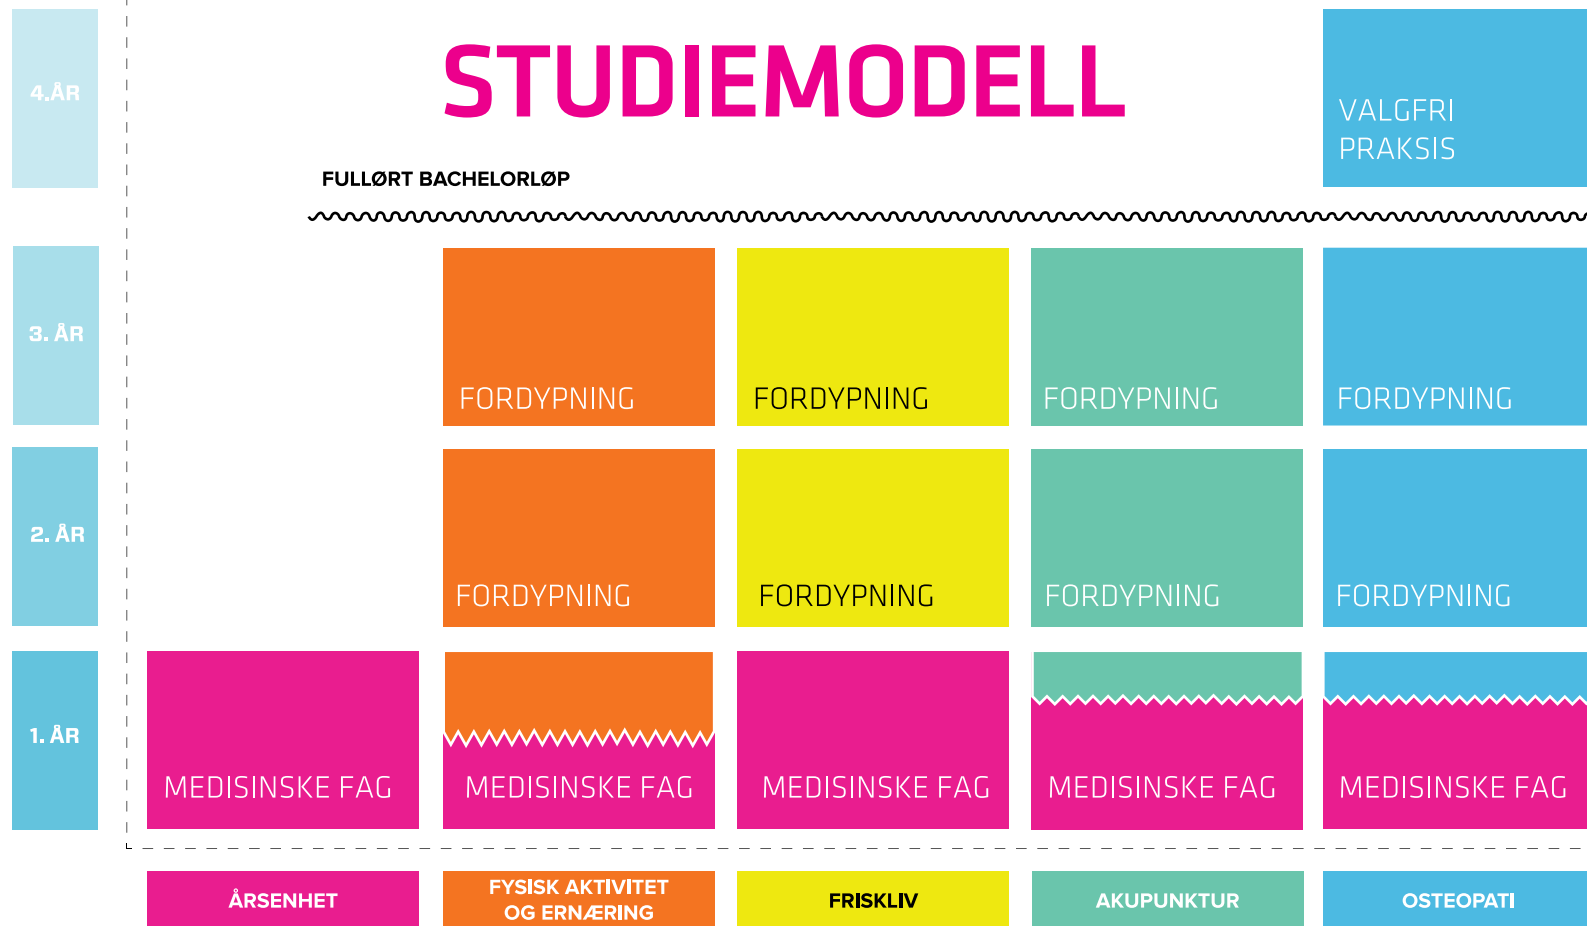 4.ÅR
STUDIEMODELL
VALGFRI
PRAKSIS
FULLØRT BACHELORLØP
3. ÅR
FORDYPNING
FORDYPNING
FORDYPNING
FORDYPNING
2. ÅR
FORDYPNING
FORDYPNING
FORDYPNING
FORDYPNING
1. ÅR
MEDISINSKE FAG
MEDISINSKE FAG
MEDISINSKE FAG
MEDISINSKE FAG
MEDISINSKE FAG
ÅRSENHET
FYSISK AKTIVITET
OG ERNÆRING
FRISKLIV
AKUPUNKTUR
OSTEOPATI